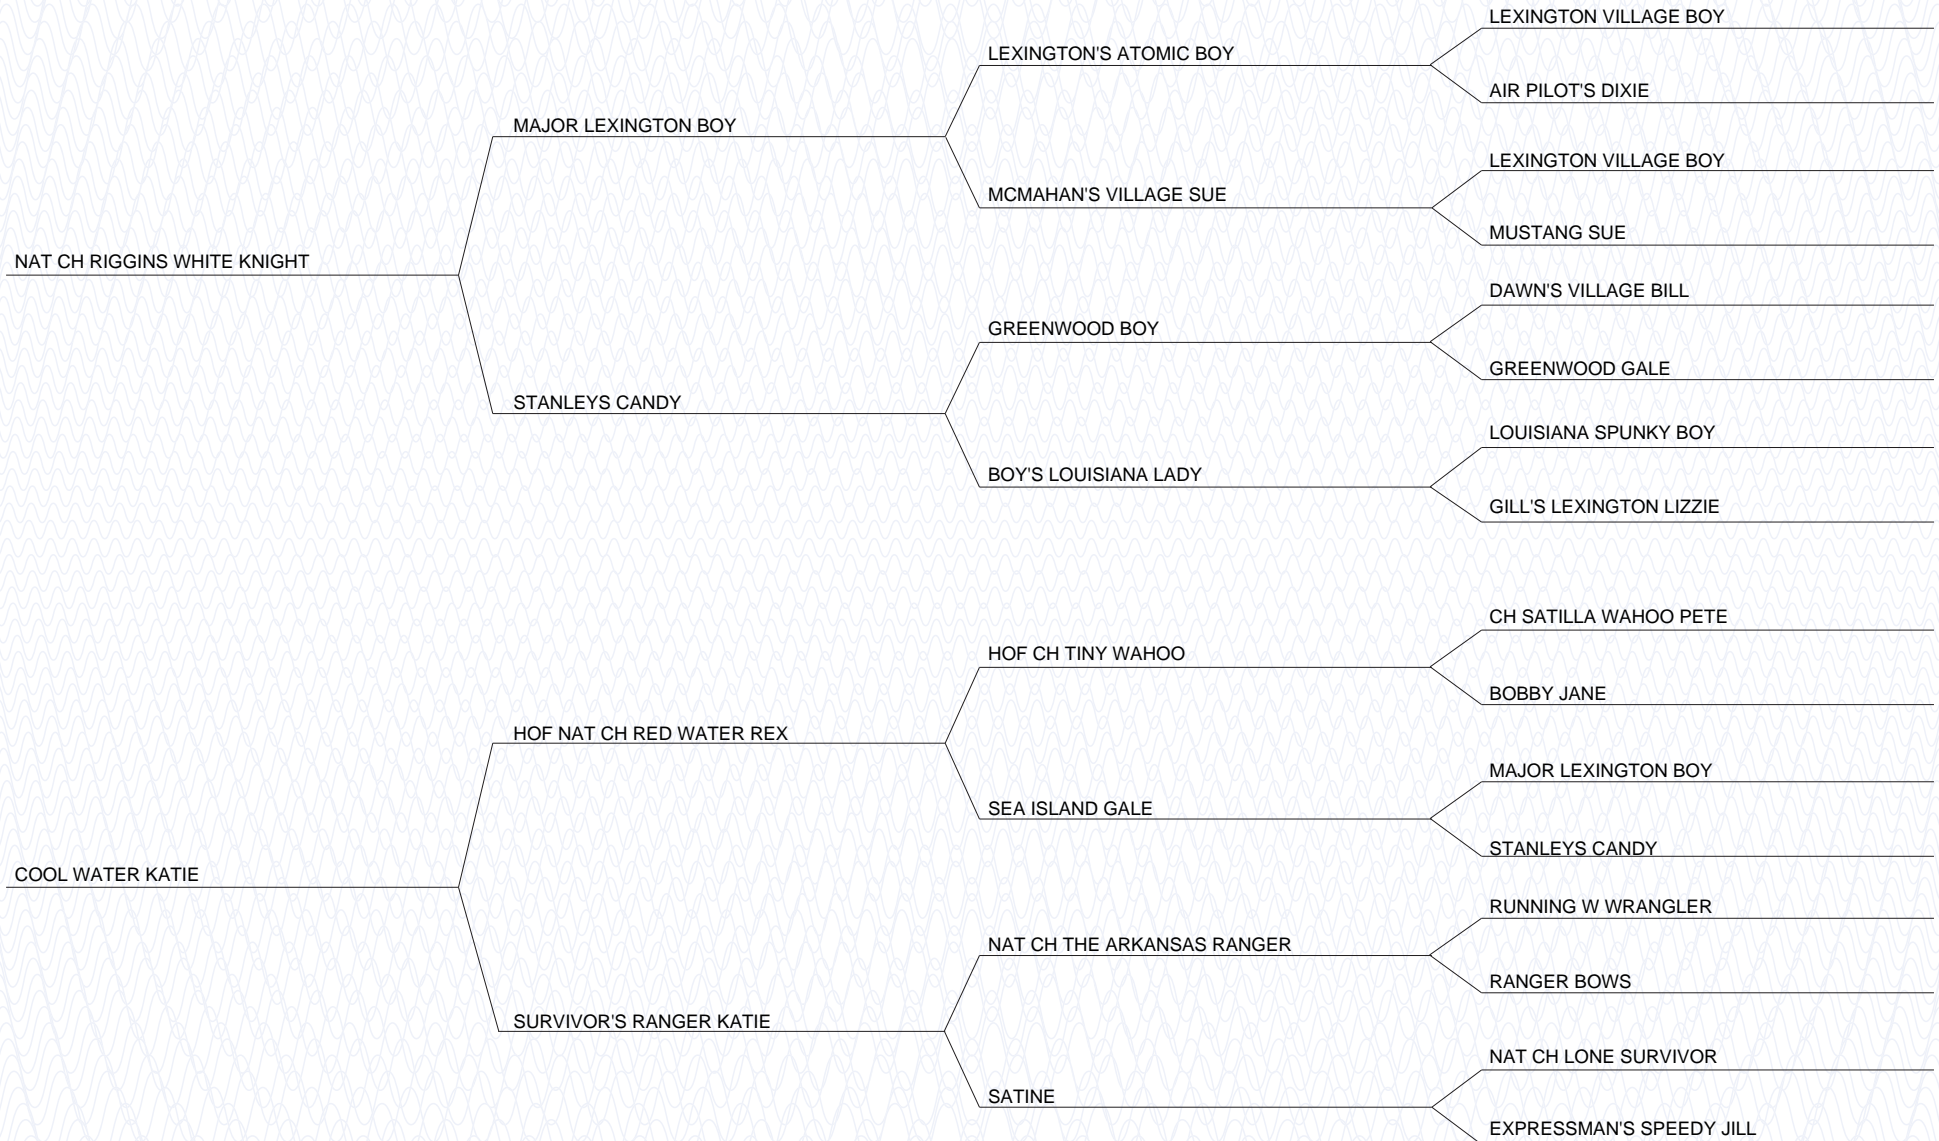 LEXINGTON VILLAGE BOY
LEXINGTON'S ATOMIC BOY
AIR PILOT'S DIXIE
MAJOR LEXINGTON BOY
LEXINGTON VILLAGE BOY
MCMAHAN'S VILLAGE SUE
MUSTANG SUE
NAT CH RIGGINS WHITE KNIGHT
DAWN'S VILLAGE BILL
GREENWOOD BOY
GREENWOOD GALE
STANLEYS CANDY
LOUISIANA SPUNKY BOY
BOY'S LOUISIANA LADY
GILL'S LEXINGTON LIZZIE
CH SATILLA WAHOO PETE
HOF CH TINY WAHOO
BOBBY JANE
HOF NAT CH RED WATER REX
MAJOR LEXINGTON BOY
SEA ISLAND GALE
STANLEYS CANDY
COOL WATER KATIE
RUNNING W WRANGLER
NAT CH THE ARKANSAS RANGER
RANGER BOWS
SURVIVOR'S RANGER KATIE
NAT CH LONE SURVIVOR
SATINE
EXPRESSMAN'S SPEEDY JILL